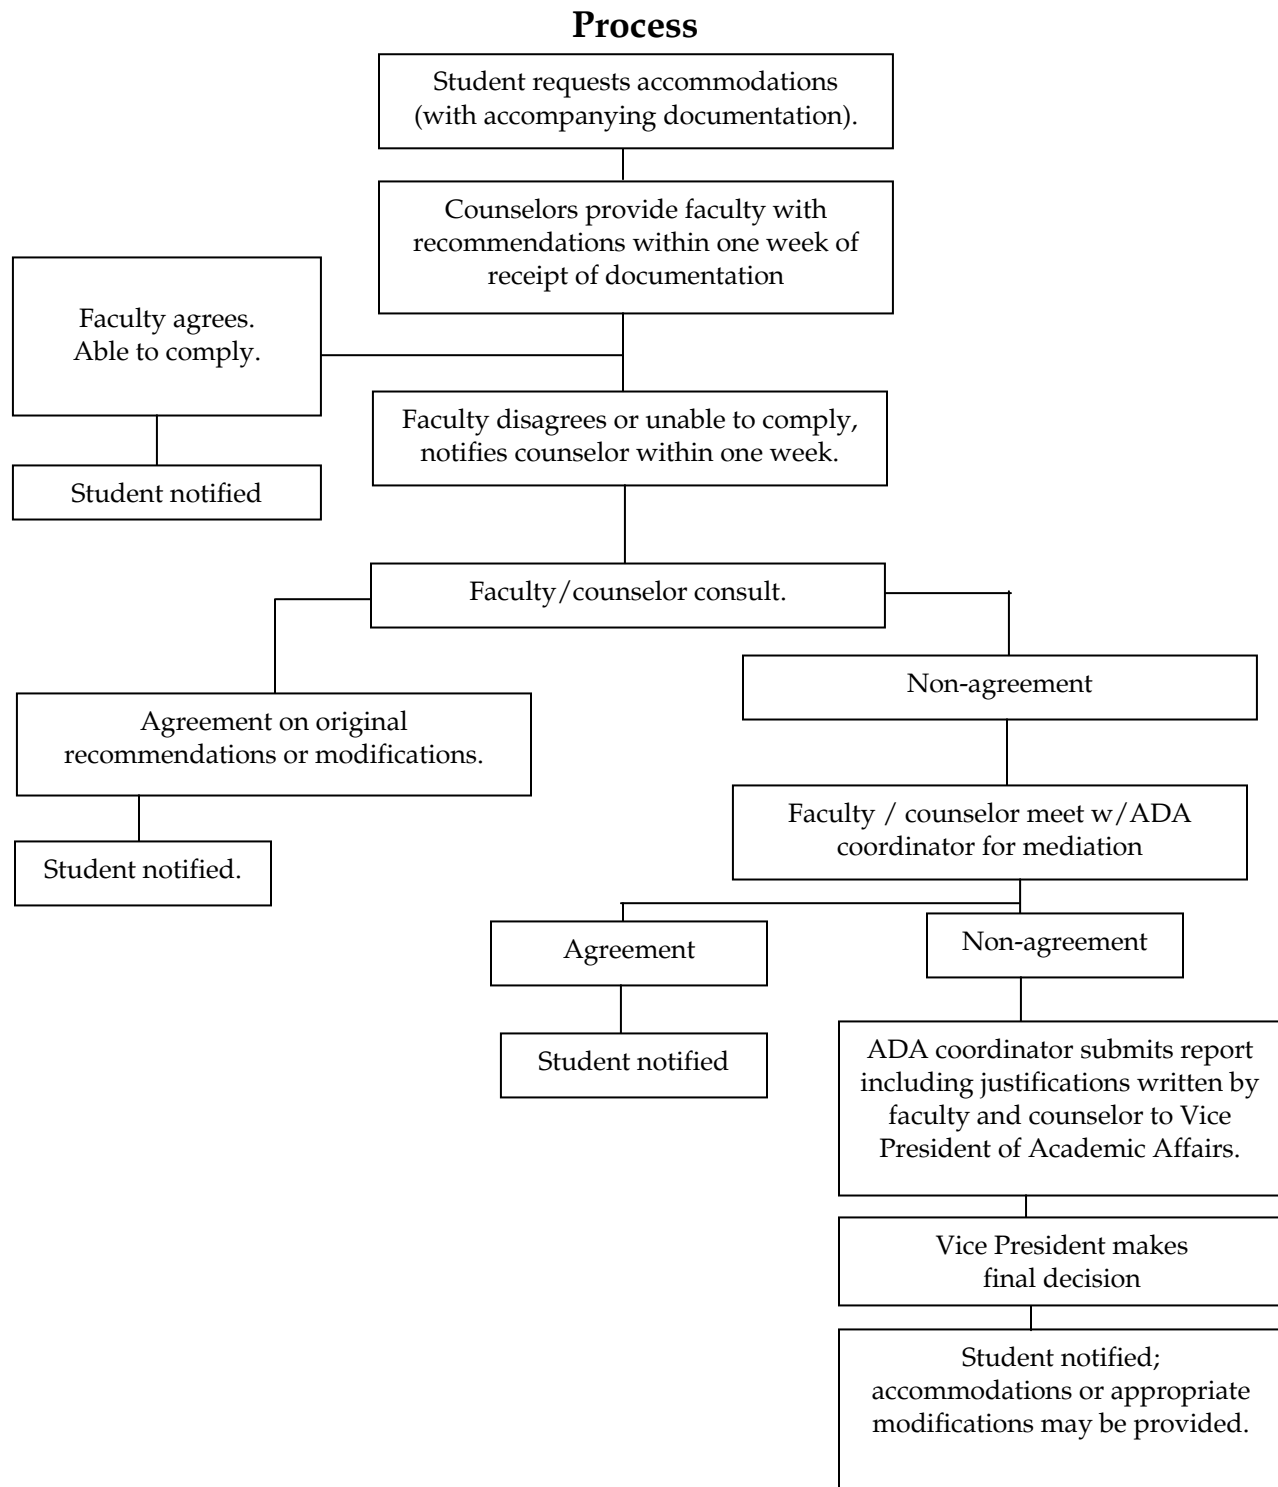 Process
Student requests accommodations
(with accompanying documentation).
Counselors provide faculty with
recommendations within one week of
receipt of documentation
Faculty agrees.
Able to comply.
Student notified
Faculty disagrees or unable to comply,
notifies counselor within one week.
Faculty/counselor consult.
Agreement on original
recommendations or modifications.
Student notified.
Non-agreement
Faculty / counselor meet w/ADA
coordinator for mediation
Agreement
Student notified
Non-agreement
ADA coordinator submits report
including justifications written by
faculty and counselor to Vice
President of Academic Affairs.
Vice President makes
final decision
Student notified;
accommodations or appropriate
modifications may be provided.